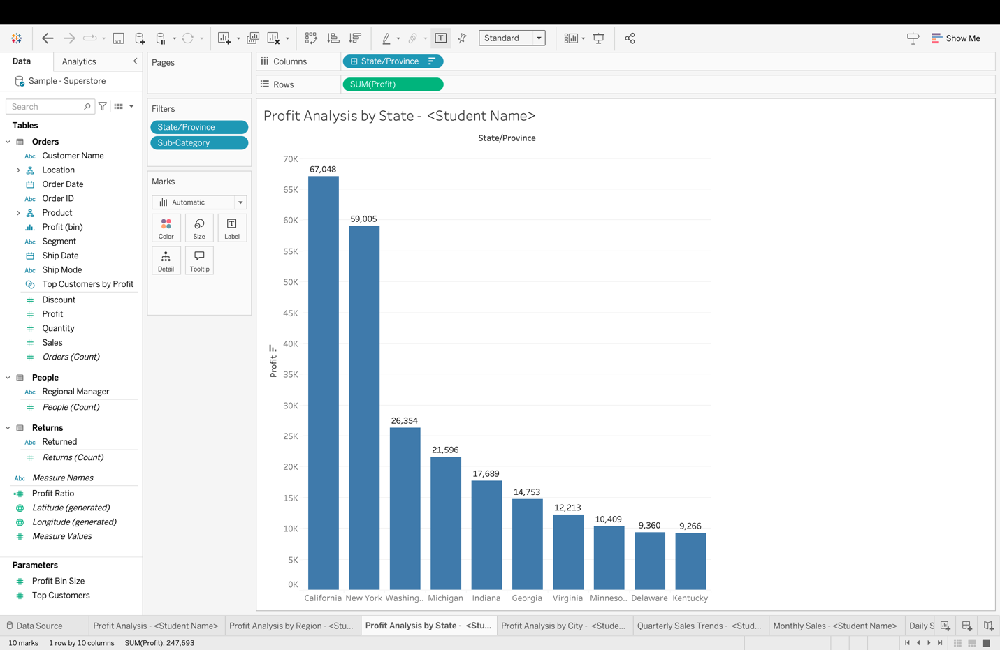 Standard
Show Me
Data
Analytics
Sample - Superstore
Search
Tables
Orders
Abc Customer Name
Location
Order Date
Abc Order ID
Product
Profit (bin)
Abc Segment
Ship Date
Abc Ship Mode
Top Customers by Profit
# Discount
# Profit
# Quantity
# Sales
# Orders (Count)
People
Abc Regional Manager
# People (Count)
Returns
Abc Returned
# Returns (Count)
Abc Measure Names
=# Profit Ratio
Latitude (generated)
Longitude (generated)
# Measure Values
Parameters
# Profit Bin Size
# Top Customers
Pages
Filters
State/Province
Sub-Category
Marks
Automatic
Color
Size
T
Label
Detail
Tooltip
Columns
State/Province
Rows
SUM(Profit)
Profit Analysis by State - <Student Name>
State/Province
Profit
70K
65K
60K
55K
50K
45K
40K
35K
30K
25K
20K
15K
10K
5K
0K
67,048
59,005
26,354
21,596
17,689
14,753
12,213
10,409
9,360
9,266
California New York Washing.. Michigan Indiana Georgia Virginia Minneso.. Delaware Kentucky
Data Source
Profit Analysis - <Student Name>
Profit Analysis by Region - <Stu...
Profit Analysis by State - <Stu...
Profit Analysis by City - <Stude...
Quarterly Sales Trends - <Stud...
Monthly Sales - <Student Name>
Daily S
10 marks
1 row by 10 columns
SUM(Profit): 247,693